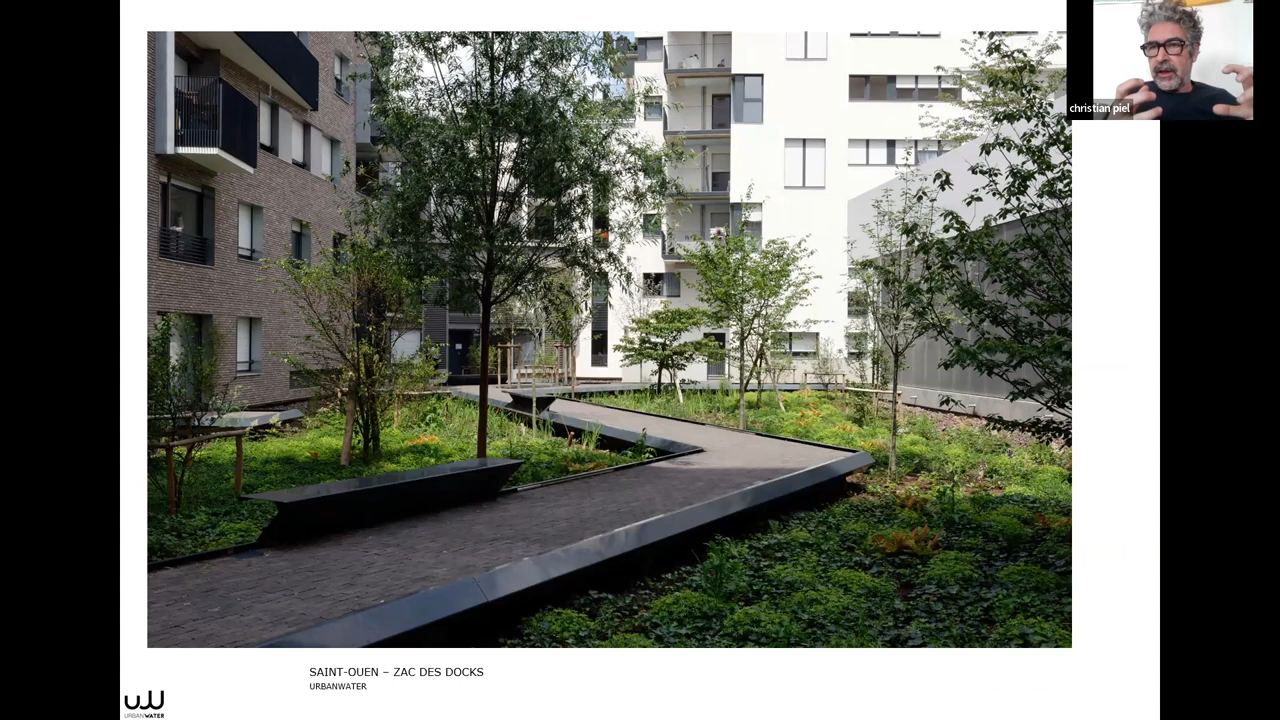 christian piel
SAINT-OUEN – ZAC DES DOCKS
URBANWATER
URBANWATER